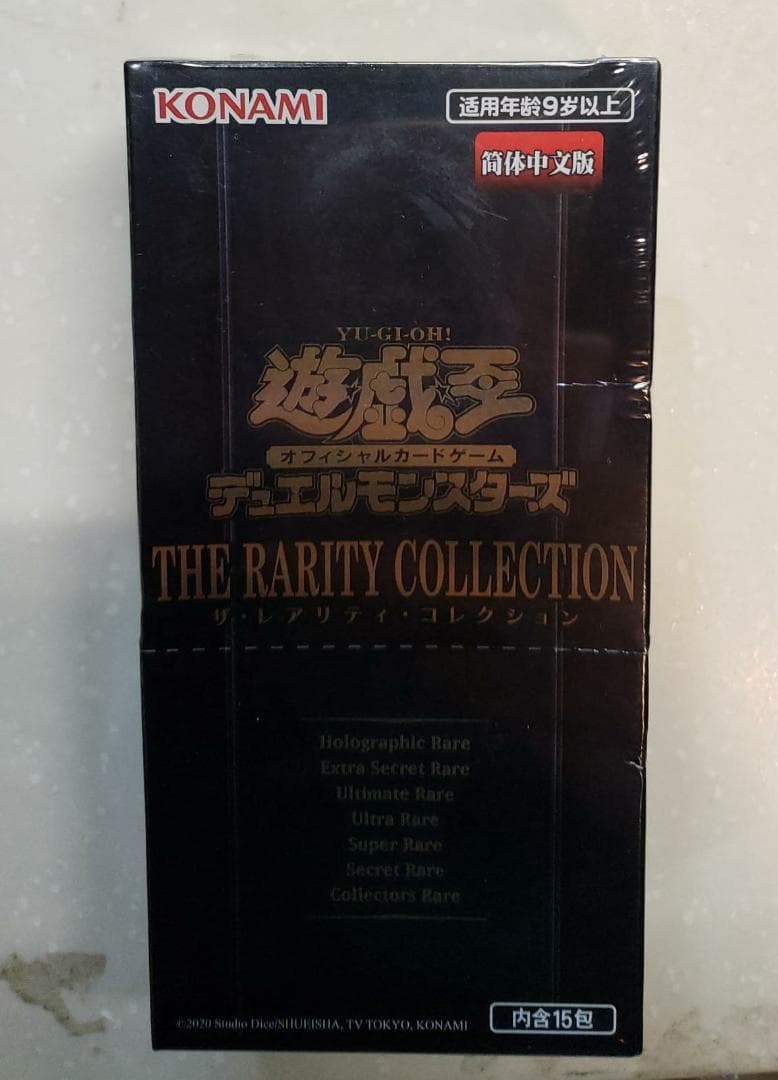 KONAMI
适用年龄9岁以上
简体中文版
YU-GI-OH!
遊戯王
オフィシャルカードゲーム
デュエルモンスターズ
THE RARITY COLLECTION
ザ・レアリティ・コレクション
Holographic Rare
Extra Secret Rare
Ultimate Rare
Ultra Rare
Super Rare
Secret Rare
Collectors Rare
©2020 Studio Dice/SHUEISHA, TV TOKYO, KONAMI
内含15包